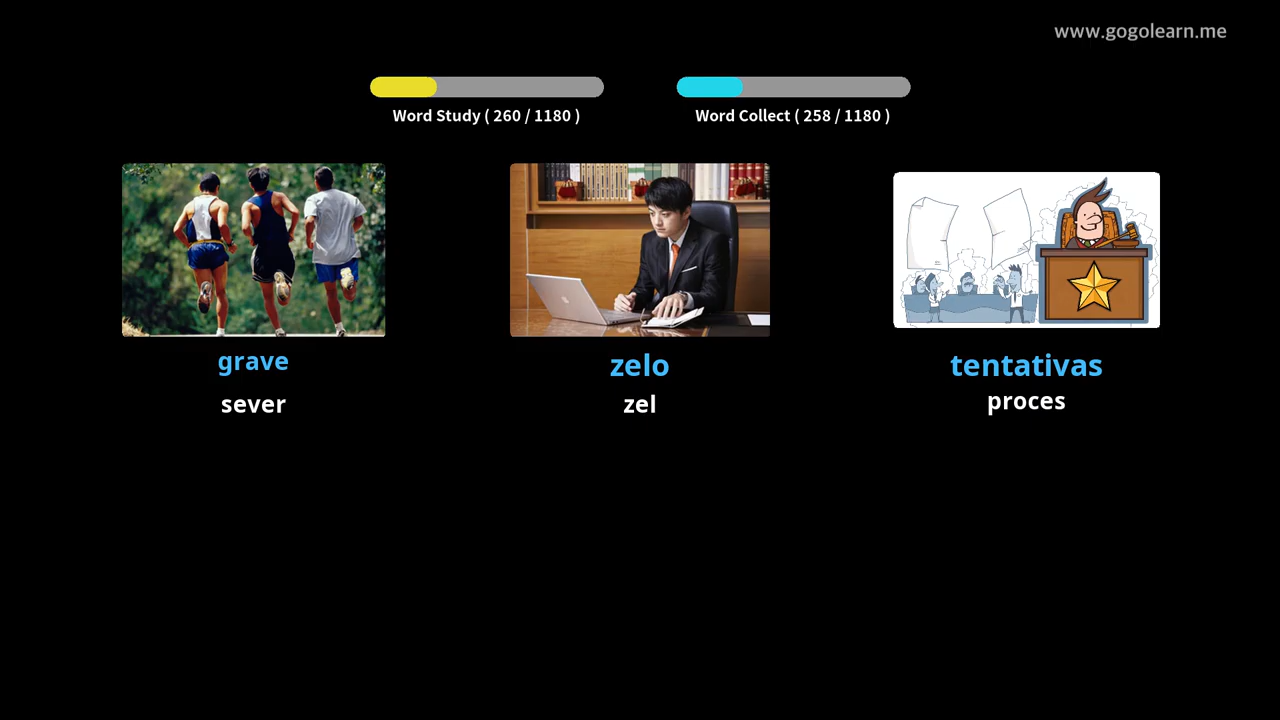 www.gogolearn.me
Word Study ( 260 / 1180 )
Word Collect ( 258 / 1180 )
grave
zelo
tentativas
sever
zel
proces